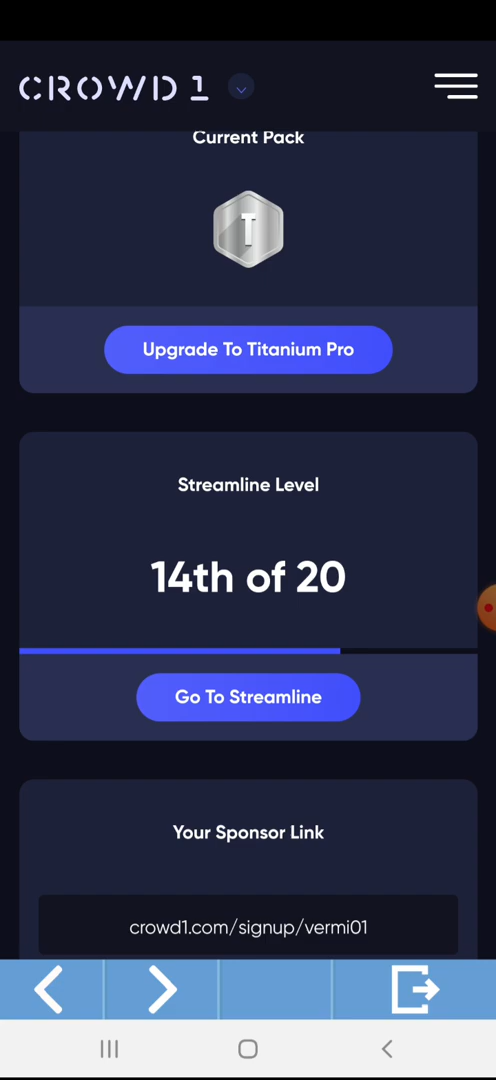 CROWD 1
Current Pack
T
Upgrade To Titanium Pro
Streamline Level
14th of 20
Go To Streamline
Your Sponsor Link
crowd1.com/signup/vermi01